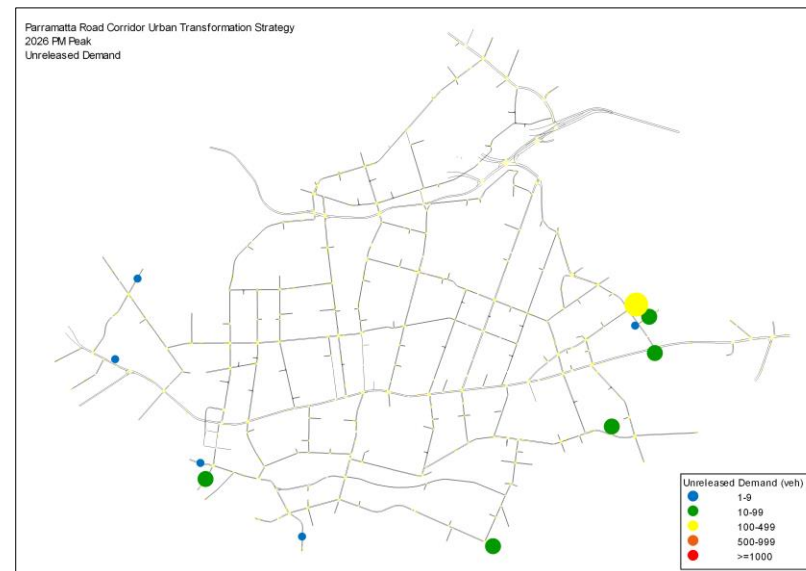 Parramatta Road Corridor Urban Transformation Strategy
2026 PM Peak
Unreleased Demand
Unreleased Demand (veh)
1-9
10-99
100-499
500-999
>=1000